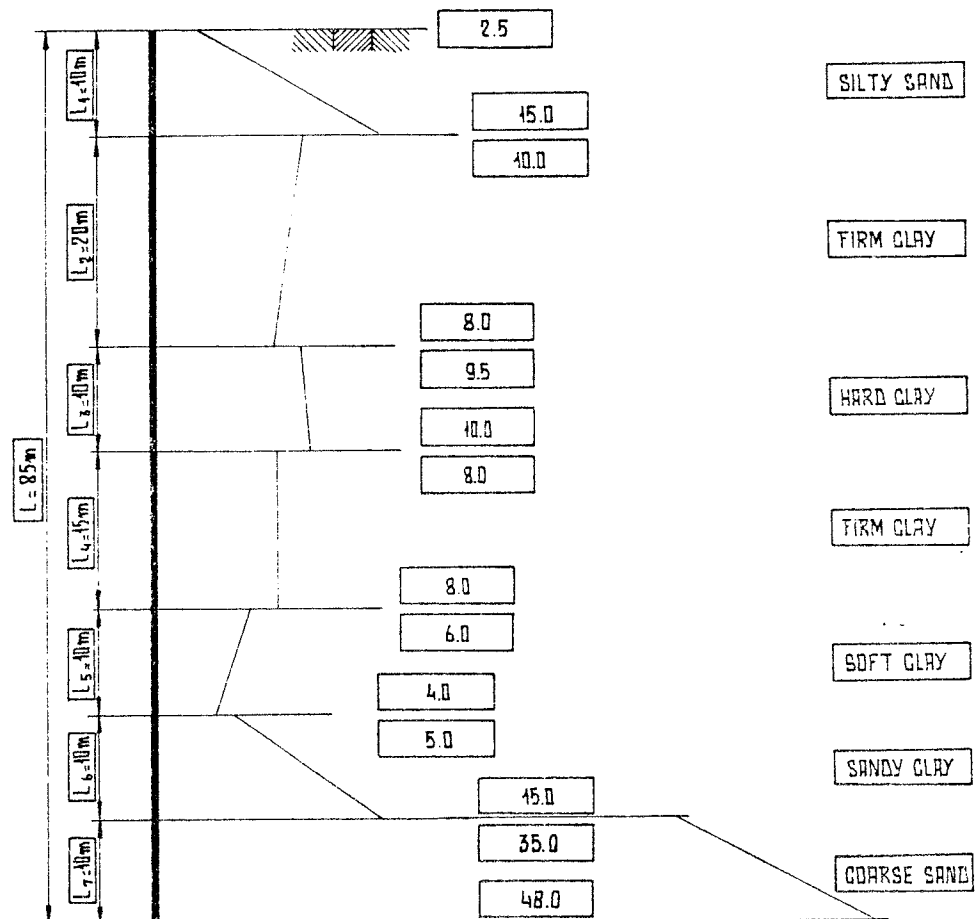 2.5
L1=10m
SILTY SAND
15.0
10.0
L2=20m
FIRM CLAY
8.0
9.5
L3=10m
HARD CLAY
10.0
8.0
L=85m
L4=15m
FIRM CLAY
8.0
6.0
L5=10m
SOFT CLAY
4.0
5.0
L6=10m
SANDY CLAY
15.0
35.0
L7=10m
COARSE SAND
48.0